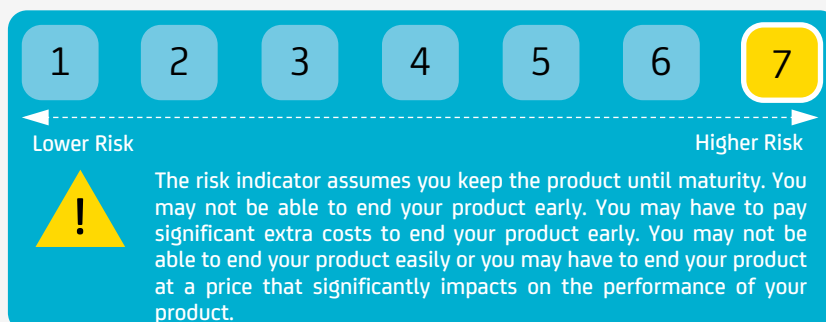 1 2 3 4 5 6 7
Lower Risk Higher Risk
!
The risk indicator assumes you keep the product until maturity. You
may not be able to end your product early. You may have to pay
significant extra costs to end your product early. You may not be
able to end your product easily or you may have to end your product
at a price that significantly impacts on the performance of your
product.